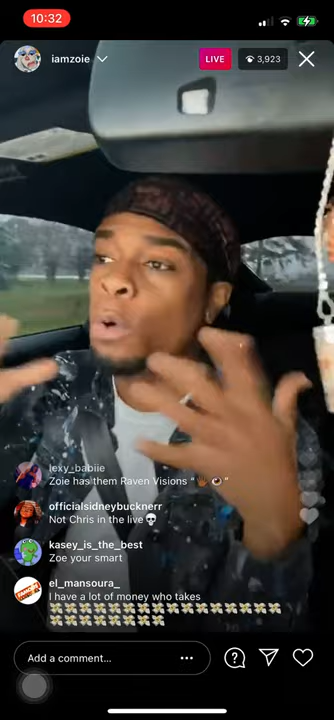 10:32
iamzoie
LIVE
3,923
lexy_babiie
Zoie has them Raven Visions “🖐🏾👁️“
officialsidneybucknerr
Not Chris in the live💀
kasey_is_the_best
Zoe your smart
el_mansoura_
I have a lot of money who takes
💸💸💸💸💸💸💸💸💸💸💸💸💸💸💸💸
💸💸💸💸💸💸💸💸
Add a comment...